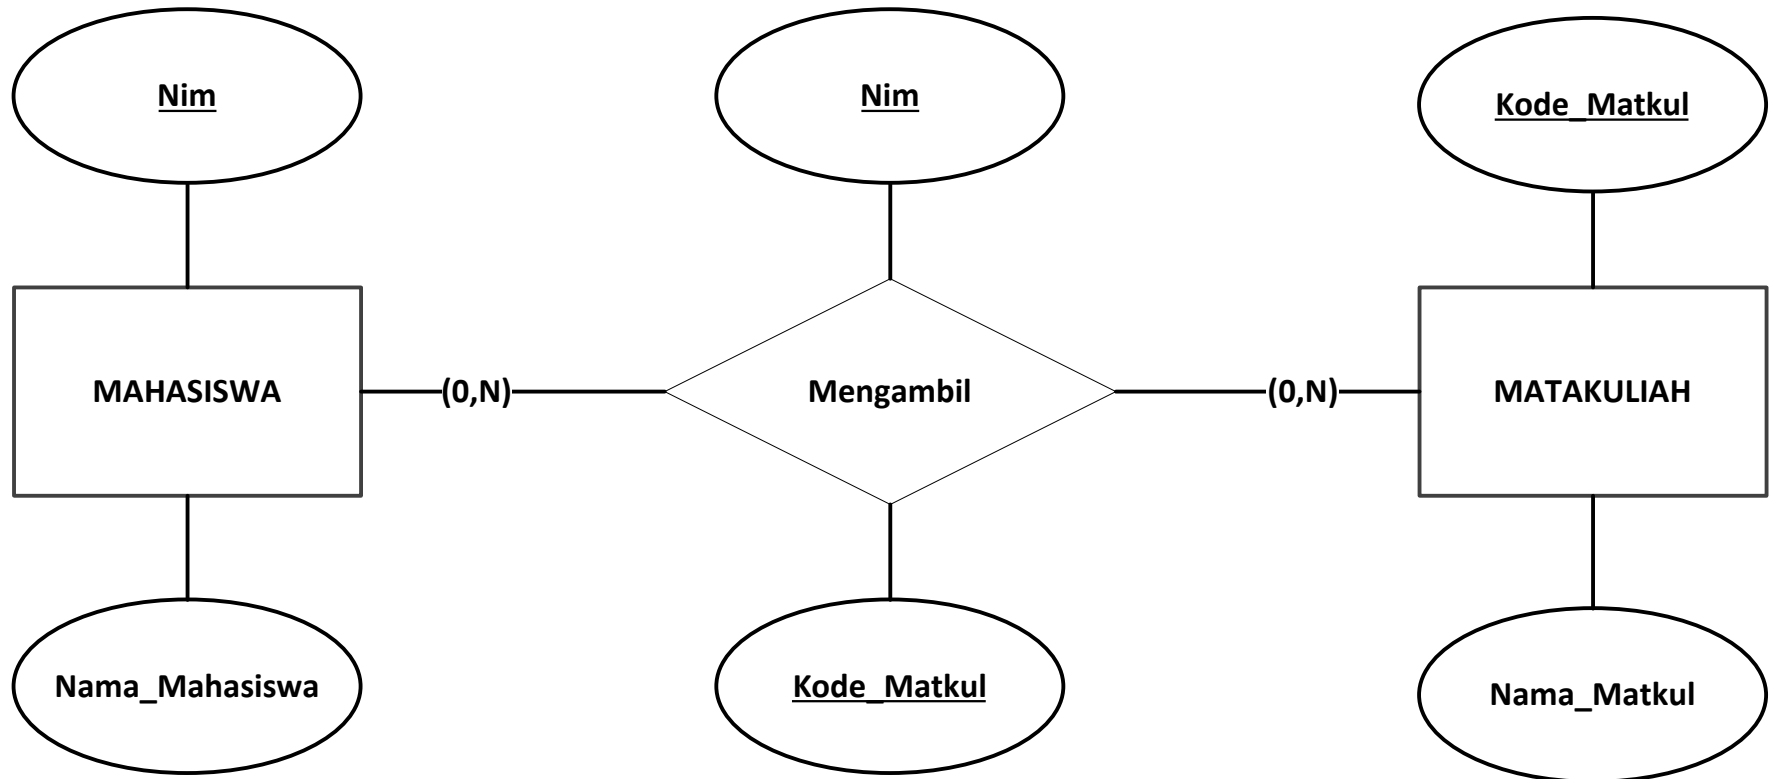 Nim
Nim
Kode_Matkul
MAHASISWA
(0,N)
Mengambil
(0,N)
MATAKULIAH
Nama_Mahasiswa
Kode_Matkul
Nama_Matkul